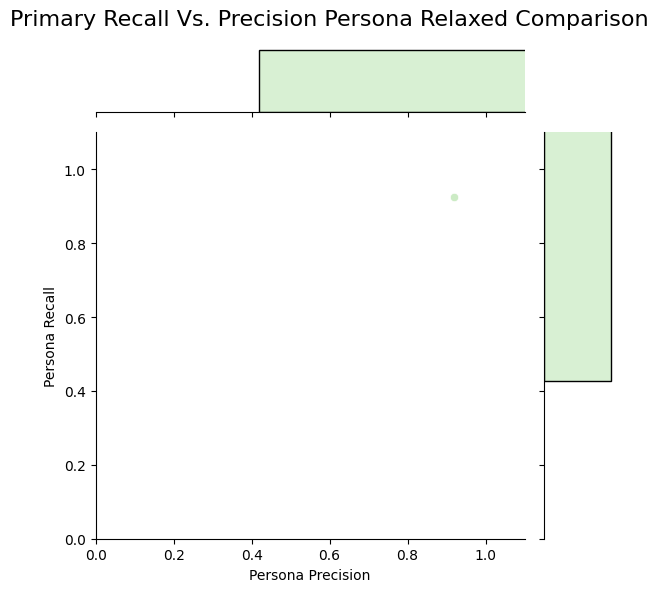 Primary Recall Vs. Precision Persona Relaxed Comparison
1.0
0.8
0.6
0.4
0.2
0.0
Persona Recall
0.0 0.2 0.4 0.6 0.8 1.0
Persona Precision